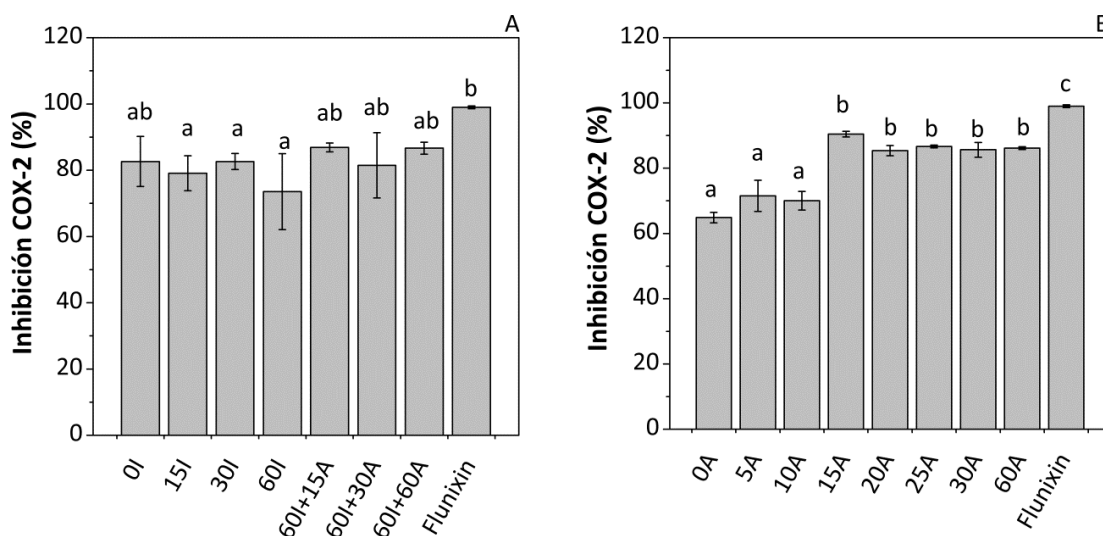 A
Inhibición COX-2 (%)
120
100
80
60
40
20
0
ab
a
a
a
ab
ab
ab
b
0I
15I
30I
60I
60I+15A
60I+30A
60I+60A
Flunixin
Inhibición COX-2 (%)
120
100
80
60
40
20
0
a
a
a
b
b
b
b
b
c
0A
5A
10A
15A
20A
25A
30A
60A
Flunixin